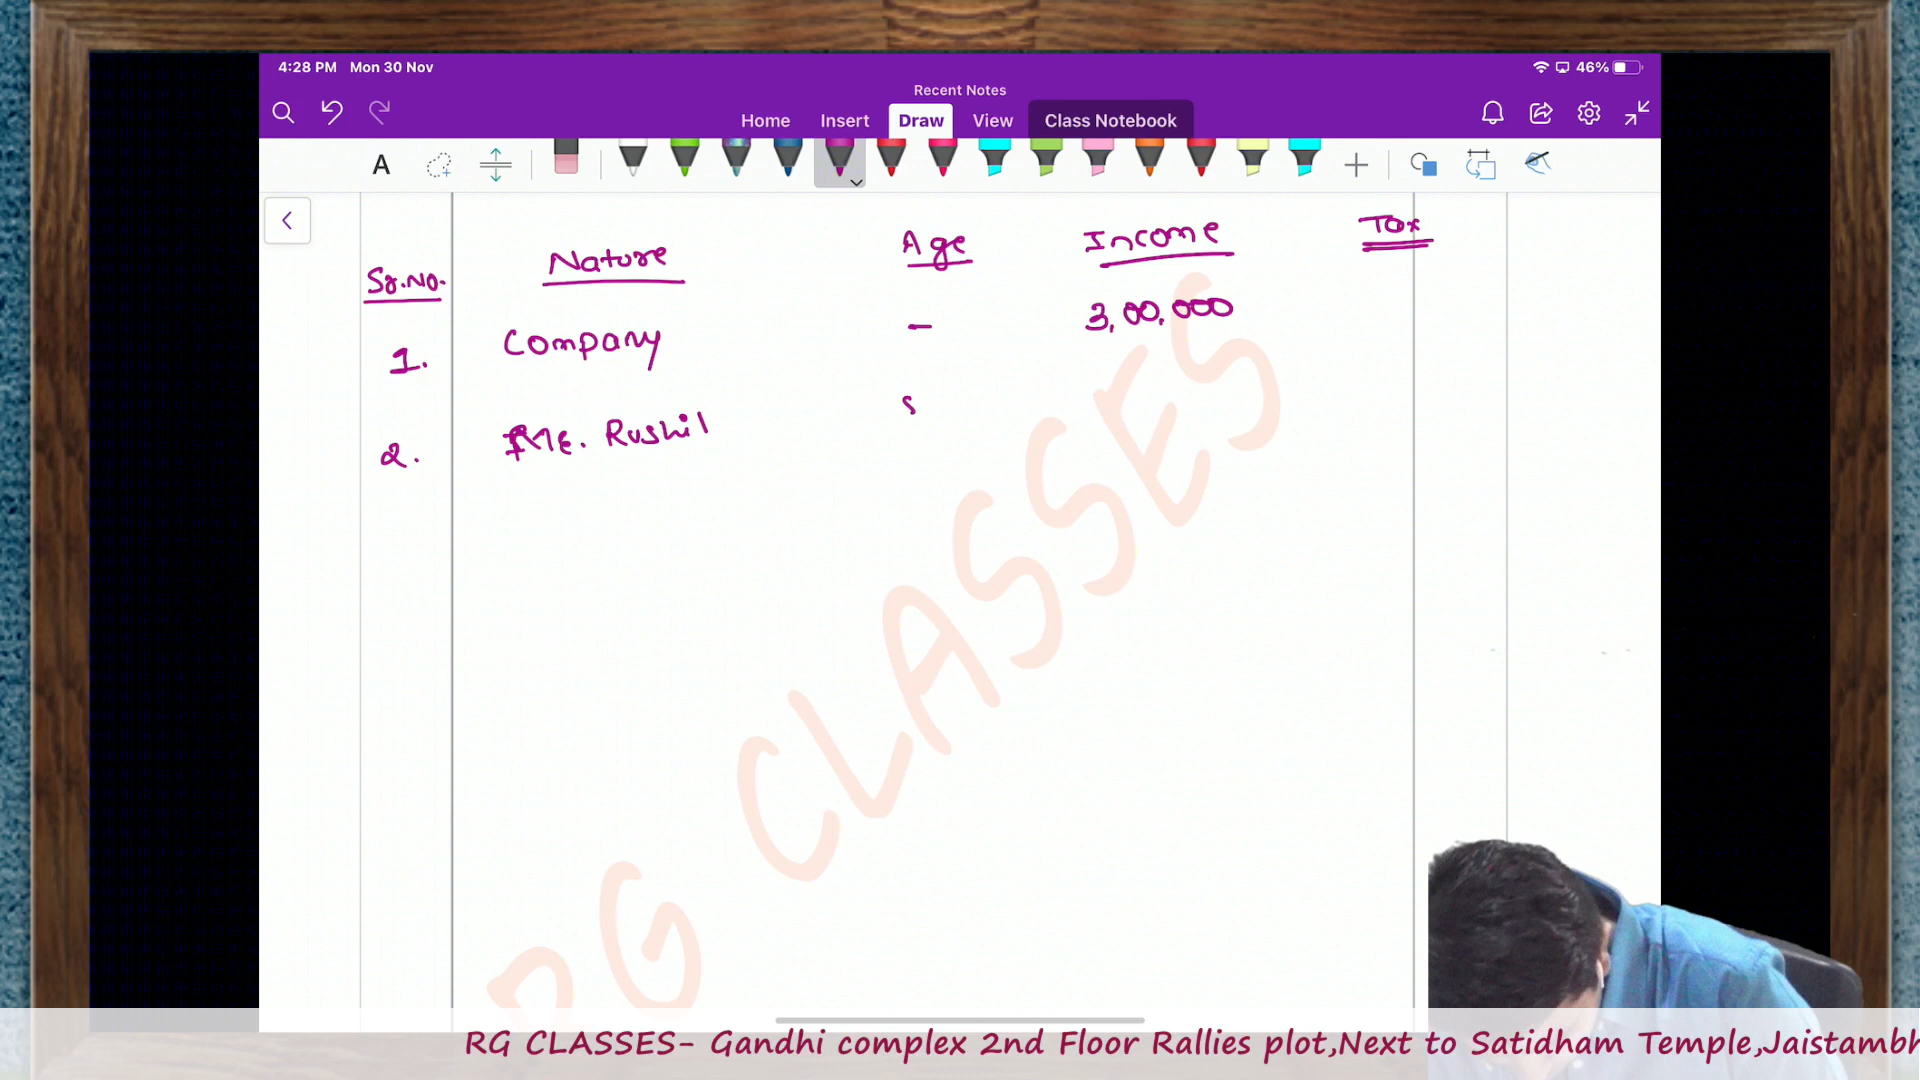 4:28 PM Mon 30 Nov 46%
Recent Notes
Home Insert Draw View Class Notebook
A
Sr.No. Nature Age Income Tax
1. Company - 3,00,000
2. Mr. Rushil
RG CLASSES
RG CLASSES- Gandhi complex 2nd Floor Rallies plot,Next to Satidham Temple,Jaistambh